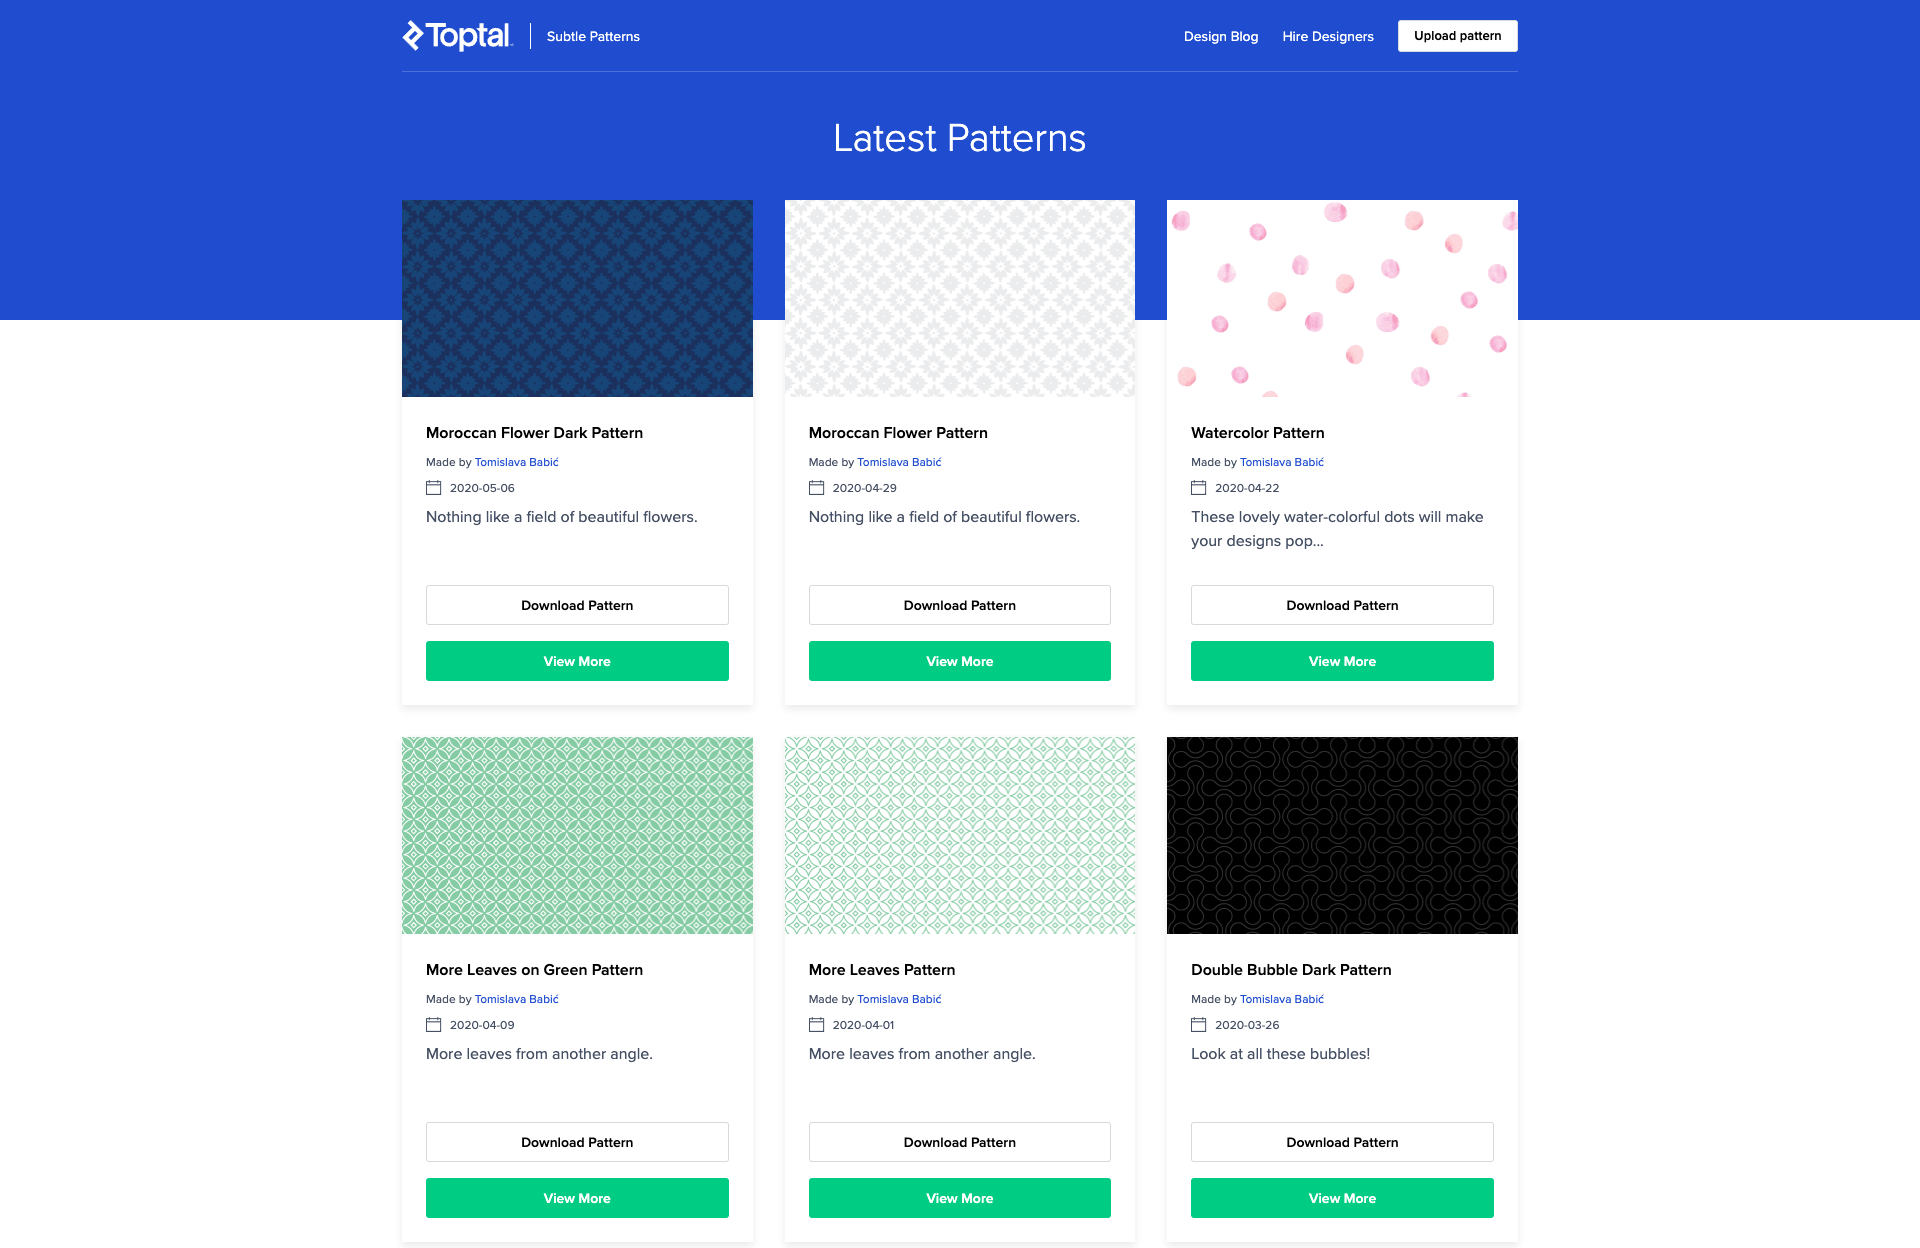 Toptal
Subtle Patterns
Design Blog
Hire Designers
Upload pattern
Latest Patterns
Moroccan Flower Dark Pattern
Made by Tomislava Babić
2020-05-06
Nothing like a field of beautiful flowers.
Download Pattern
View More
Moroccan Flower Pattern
Made by Tomislava Babić
2020-04-29
Nothing like a field of beautiful flowers.
Download Pattern
View More
Watercolor Pattern
Made by Tomislava Babić
2020-04-22
These lovely water-colorful dots will make
your designs pop...
Download Pattern
View More
More Leaves on Green Pattern
Made by Tomislava Babić
2020-04-09
More leaves from another angle.
Download Pattern
View More
More Leaves Pattern
Made by Tomislava Babić
2020-04-01
More leaves from another angle.
Download Pattern
View More
Double Bubble Dark Pattern
Made by Tomislava Babić
2020-03-26
Look at all these bubbles!
Download Pattern
View More